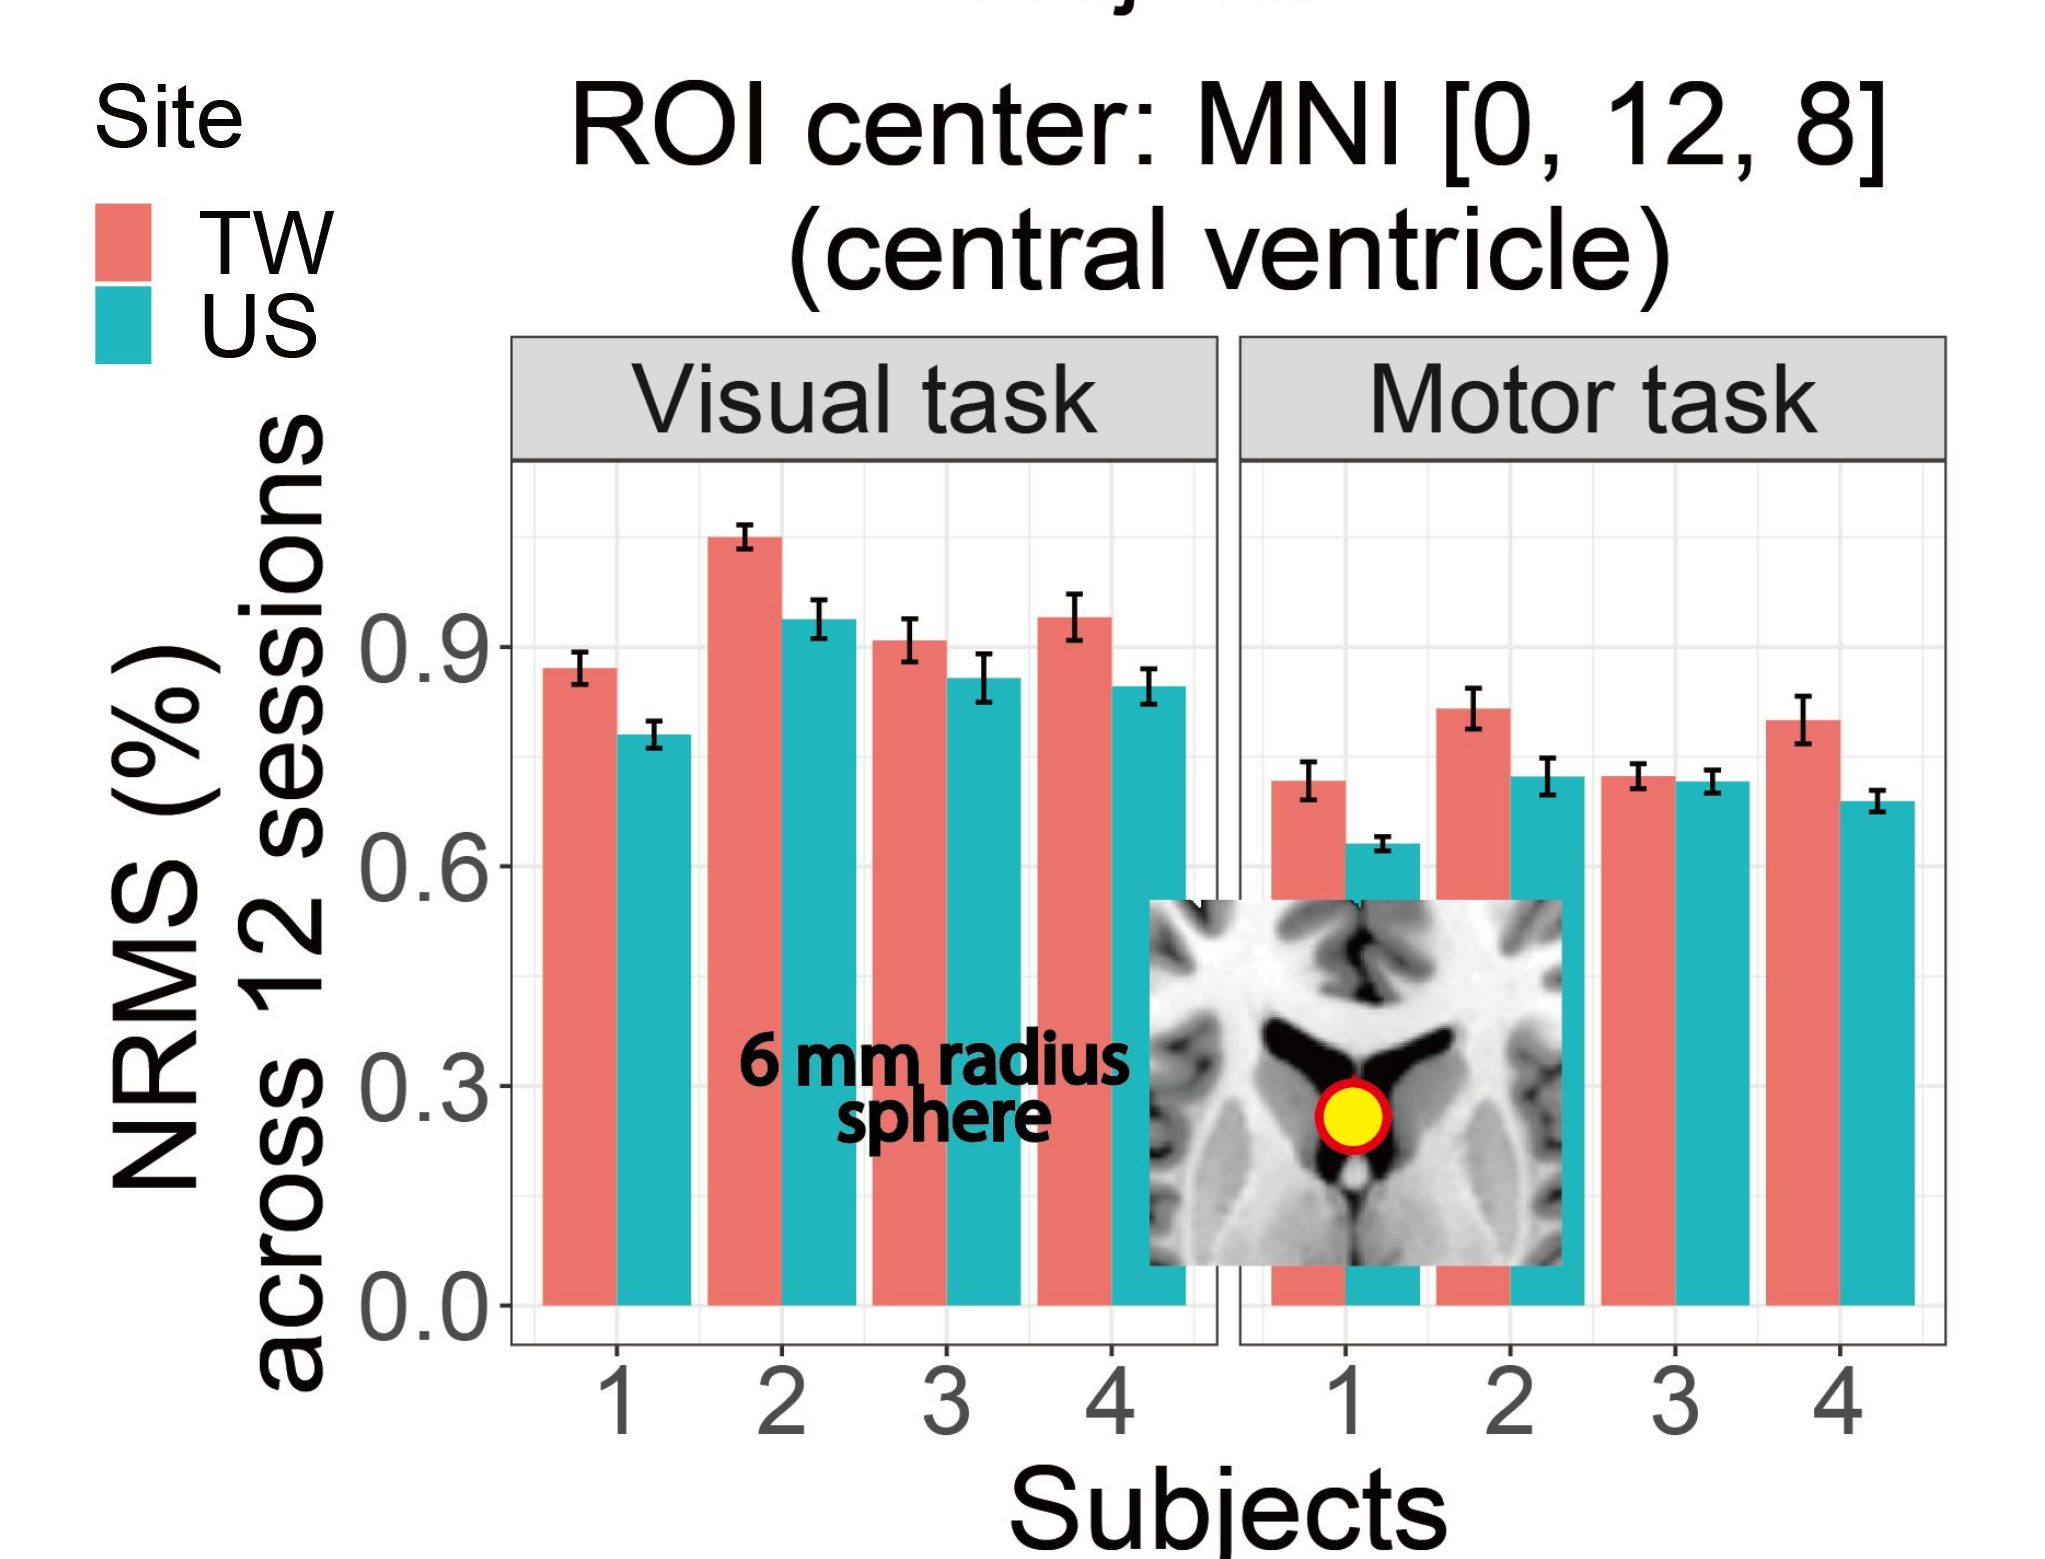 Site
TW
US
ROI center: MNI [0, 12, 8]
(central ventricle)
Visual task
Motor task
NRMS (%)
across 12 sessions
0.9
0.6
0.3
0.0
6 mm radius
sphere
1 2 3 4
1 2 3 4
Subjects